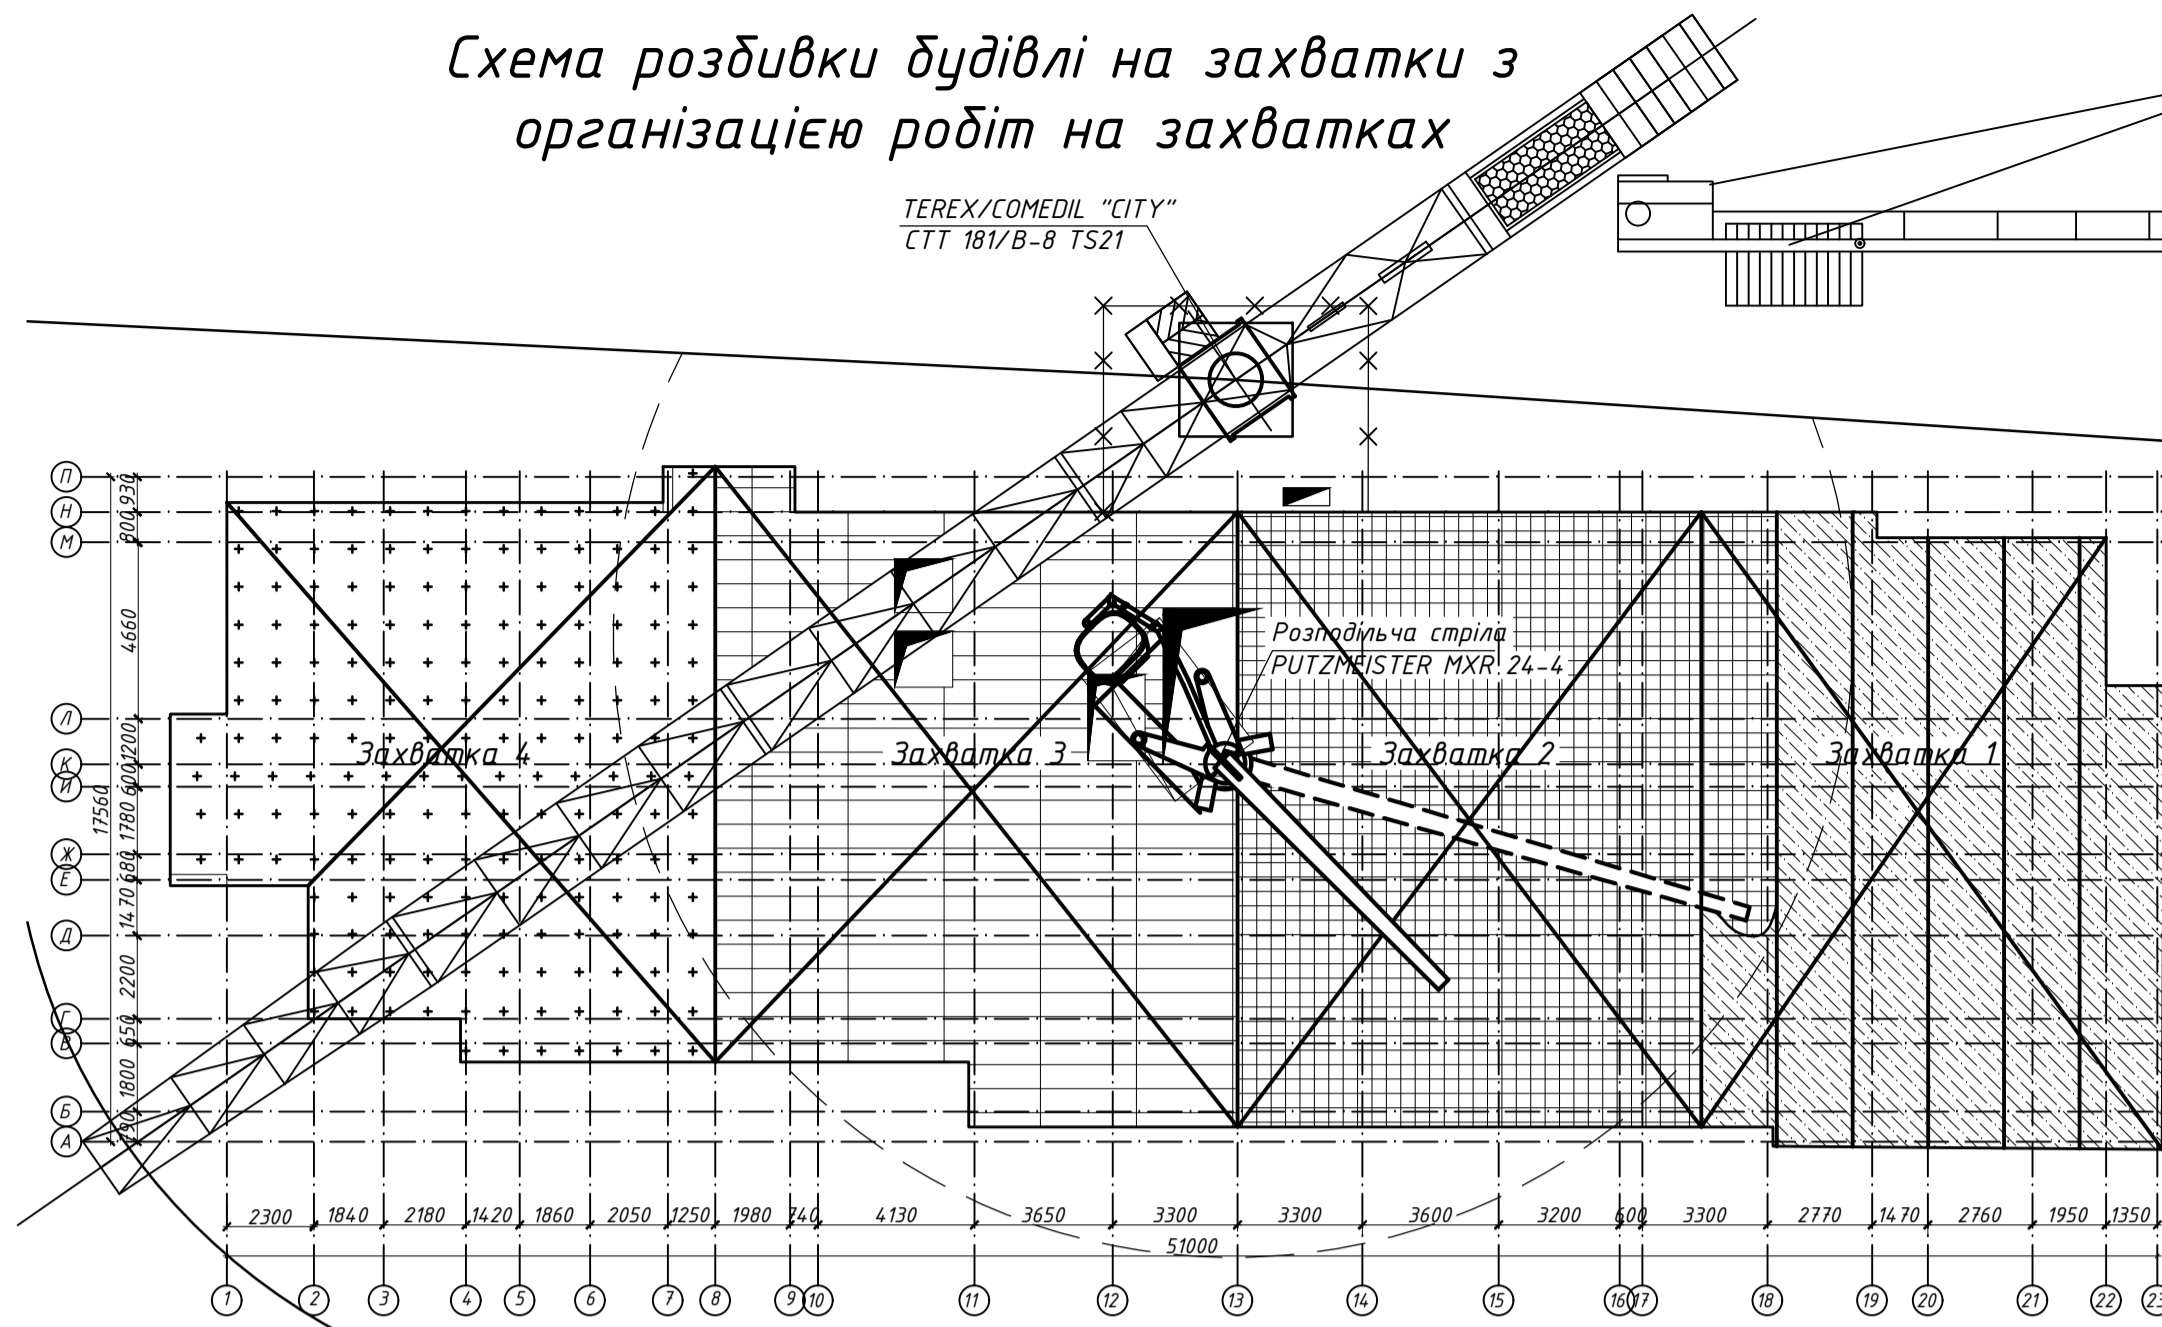 Схема розбивки будівлі на захватки з
організацією робіт на захватках
TEREX/COMEDIL "CITY"
CTT 181/B-8 TS21
П
Н
М
Л
К
И
Ж
Е
Д
Г
В
Б
А
930
800
4660
1200
600
1780
680
1470
2200
650
1800
790
17560
Розподільча стріла
PUTZMEISTER MXR 24-4
Захватка 4
Захватка 3
Захватка 2
Захватка 1
2300 1840 2180 1420 1860 2050 1250 1980 740 4130 3650 3300 3300 3600 3200 600 3300 2770 1470 2760 1950 1350
51000
1 2 3 4 5 6 7 8 9 10 11 12 13 14 15 16 17 18 19 20 21 22 23